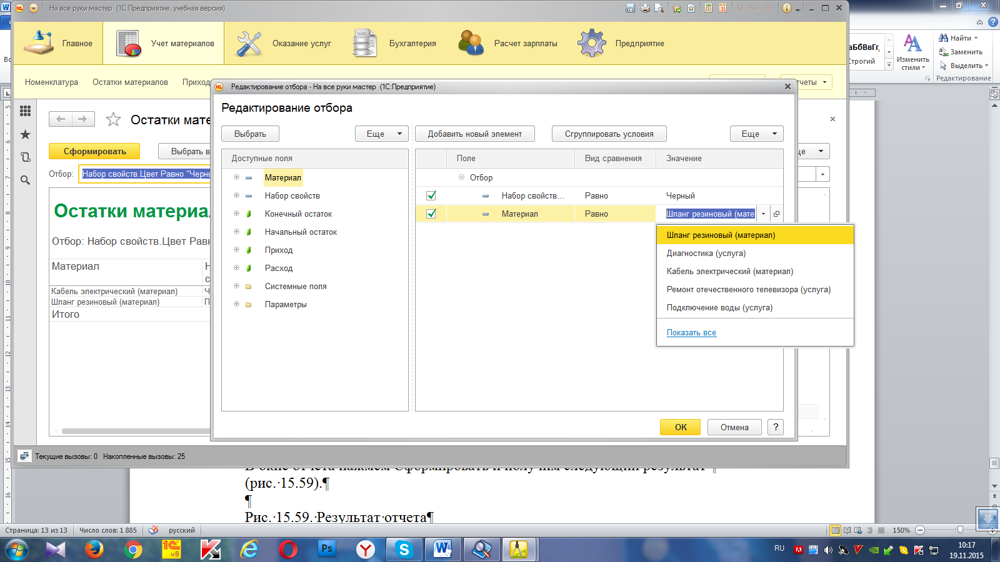 На все руки мастер (1С:Предприятие, учебная версия)
Главное
Учет материалов
Оказание услуг
Бухгалтерия
Расчет зарплаты
Предприятие
Номенклатура Остатки материалов
Редактирование отбора - На все руки мастер (1С:Предприятие)
Редактирование отбора
Выбрать Еще Добавить новый элемент Сгруппировать условия Еще
Доступные поля
Материал
Набор свойств
Конечный остаток
Начальный остаток
Приход
Расход
Системные поля
Параметры
Поле Вид сравнения Значение
Отбор
Набор свойств... Равно Черный
Материал Равно Шланг резиновый (мате
Шланг резиновый (материал)
Диагностика (услуга)
Кабель электрический (материал)
Ремонт отечественного телевизора (услуга)
Подключение воды (услуга)
Показать все
OK Отмена ?
Остатки мате
Сформировать Выбрать в
Отбор: Набор свойств.Цвет Равно "Черны
Остатки материа
Отбор: Набор свойств.Цвет Рав
Материал
Кабель электрический (материал) Ч
Шланг резиновый (материал) П
Итого
Текущие вызовы: 0 Накопленные вызовы: 25
Строгий
Изменить стили
Найти
Заменить
Выделить
Редактирование
В окне отчета нажмем Сформировать и получим следующий результат
(рис. 15.59).¶
¶
Рис. 15.59. Результат отчета¶
Страница: 13 из 13 Число слов: 1 885 русский 150%
RU
10:17
19.11.2015